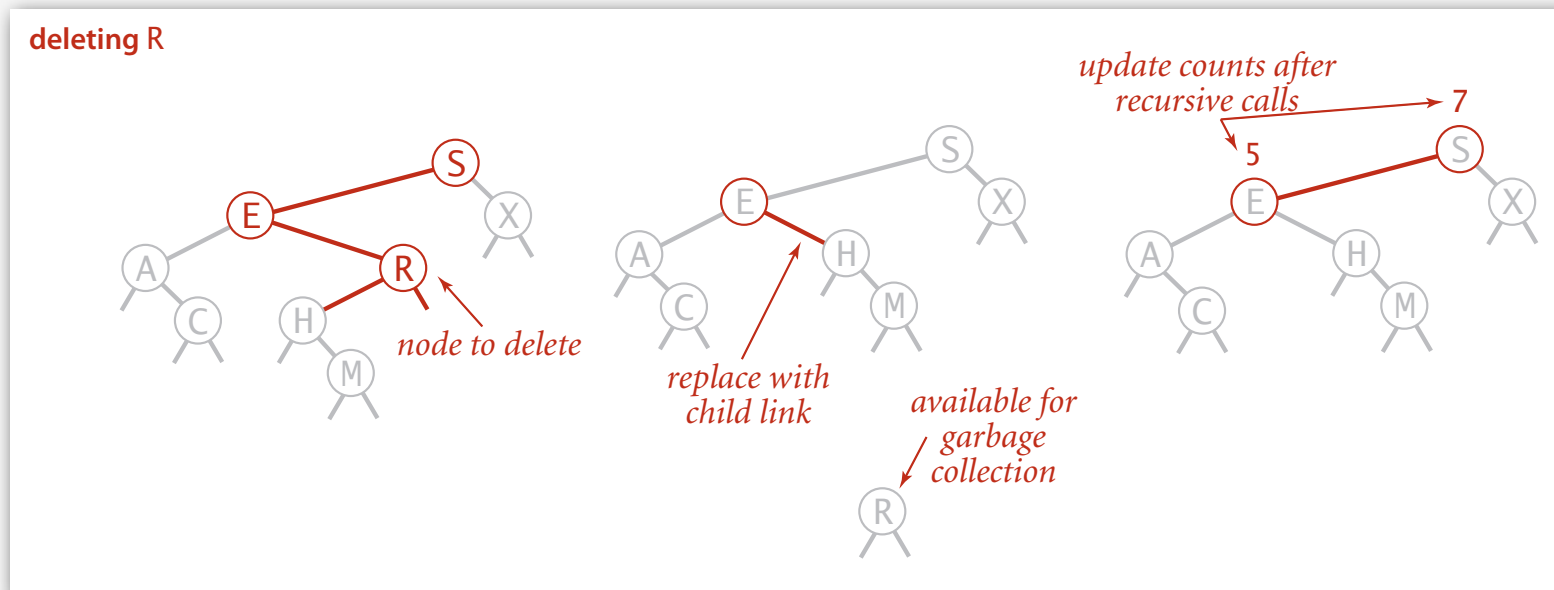 deleting R
S
E
X
A
R
C
H
M
node to delete
S
E
X
A
H
C
M
replace with
child link
available for
garbage
collection
R
update counts after
recursive calls
7
5
S
E
X
A
H
C
M